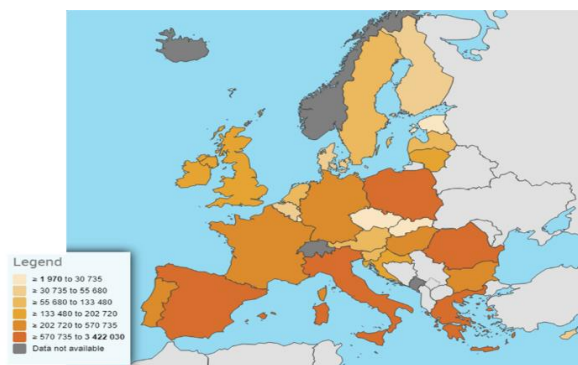 Legend
≥ 1 970 to 30 735
≥ 30 735 to 55 680
≥ 55 680 to 133 480
≥ 133 480 to 202 720
≥ 202 720 to 570 735
≥ 570 735 to 3 422 030
Data not available